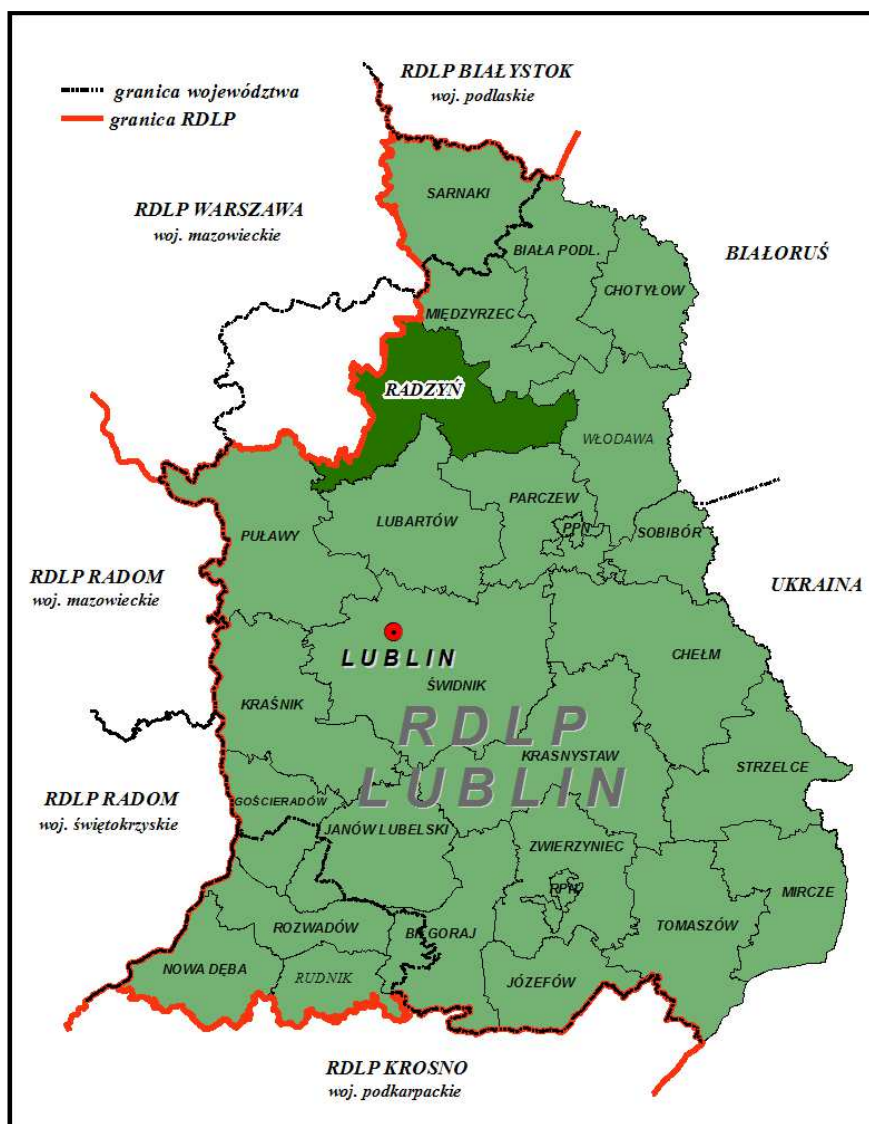 RDLP BIAŁYSTOK
woj. podlaskie
granica województwa
granica RDLP
SARNAKI
RDLP WARSZAWA
woj. mazowieckie
BIAŁA PODL.
BIAŁORUŚ
CHOTYŁOW
MIĘDZYRZEC
RADZYŃ
WŁODAWA
PARCZEW
LUBARTÓW
PPN
SOBIBÓR
PUŁAWY
RDLP RADOM
woj. mazowieckie
UKRAINA
LUBLIN
CHEŁM
ŚWIDNIK
KRAŚNIK
RDLP
LUBLIN
KRASNYSTAW
STRZELCE
RDLP RADOM
woj. świętokrzyskie
GOŚCIERADÓW
JANÓW LUBELSKI
ZWIERZYNIEC
RPN
MIRCZE
TOMASZÓW
ROZWADÓW
BIŁGORAJ
NOWA DĘBA
RUDNIK
JÓZEFÓW
RDLP KROSNO
woj. podkarpackie